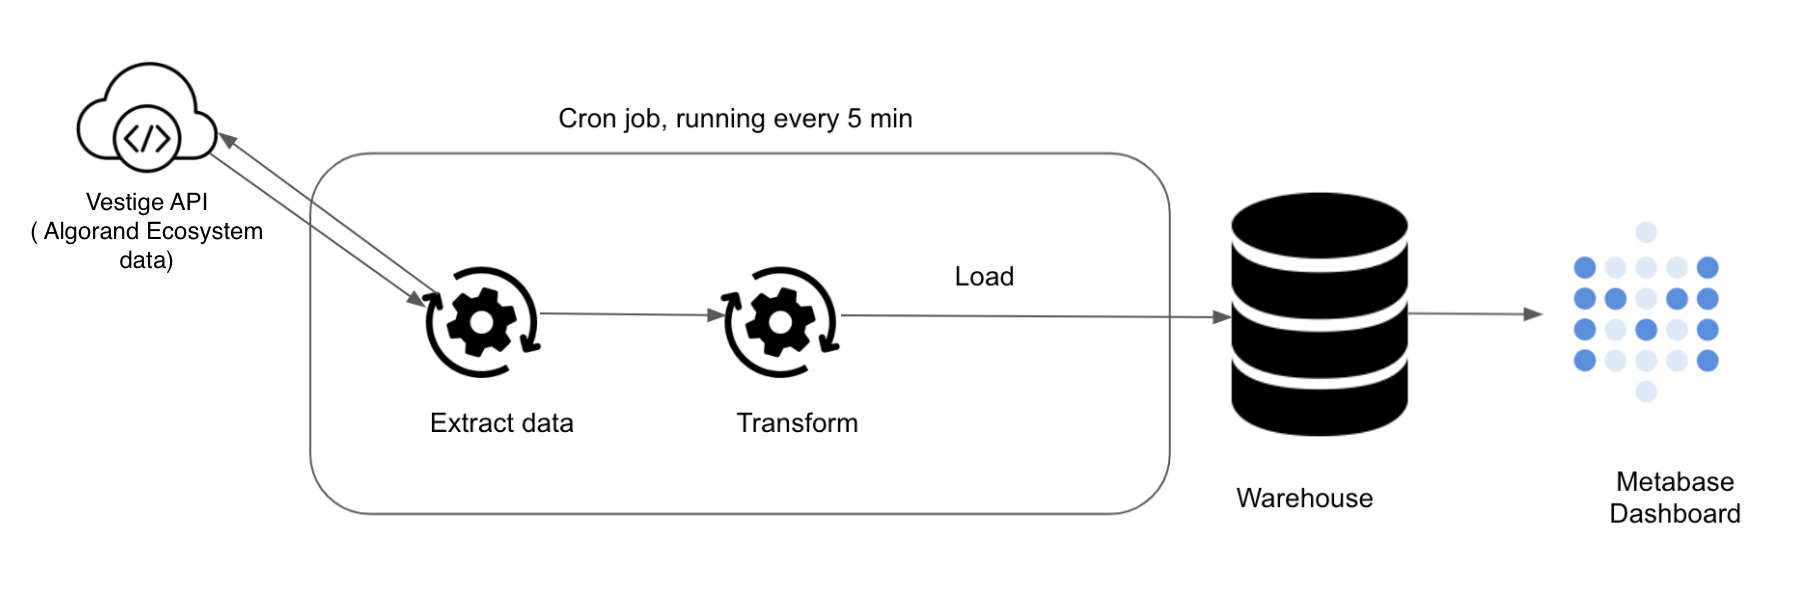 Cron job, running every 5 min
Vestige API
( Algorand Ecosystem
data)
Load
Extract data
Transform
Warehouse
Metabase
Dashboard